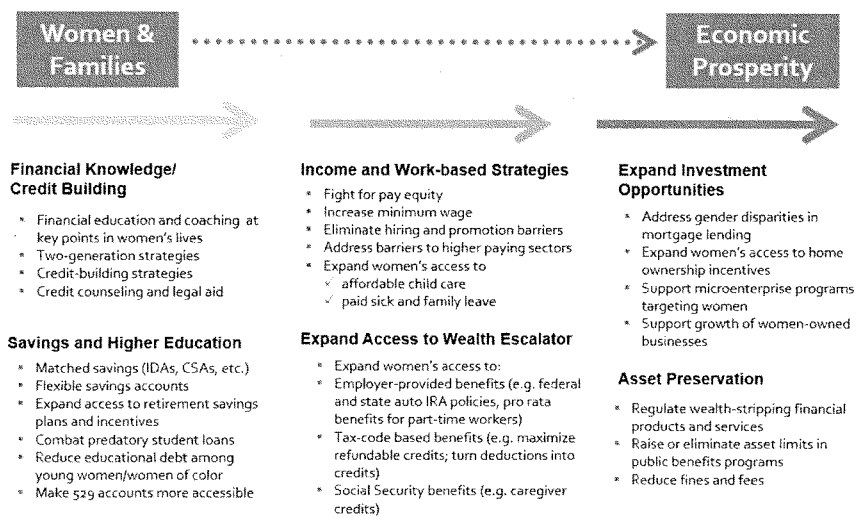 Women &
Families
Economic
Prosperity
Financial Knowledge/
Credit Building
* Financial education and coaching at
key points in women's lives
* Two-generation strategies
* Credit-building strategies
* Credit counseling and legal aid
Savings and Higher Education
* Matched savings (IDAs, CSAs, etc.)
* Flexible savings accounts
* Expand access to retirement savings
plans and incentives
* Combat predatory student loans
* Reduce educational debt among
young women/women of color
* Make 529 accounts more accessible
Income and Work-based Strategies
* Fight for pay equity
* Increase minimum wage
* Eliminate hiring and promotion barriers
* Address barriers to higher paying sectors
* Expand women's access to
✓ affordable child care
✓ paid sick and family leave
Expand Access to Wealth Escalator
* Expand women's access to:
* Employer-provided benefits (e.g. federal
and state auto IRA policies, pro rata
benefits for part-time workers)
* Tax-code based benefits (e.g. maximize
refundable credits; turn deductions into
credits)
* Social Security benefits (e.g. caregiver
credits)
Expand Investment
Opportunities
* Address gender disparities in
mortgage lending
* Expand women's access to home
ownership incentives
* Support microenterprise programs
targeting women
* Support growth of women-owned
businesses
Asset Preservation
* Regulate wealth-stripping financial
products and services
* Raise or eliminate asset limits in
public benefits programs
* Reduce fines and fees